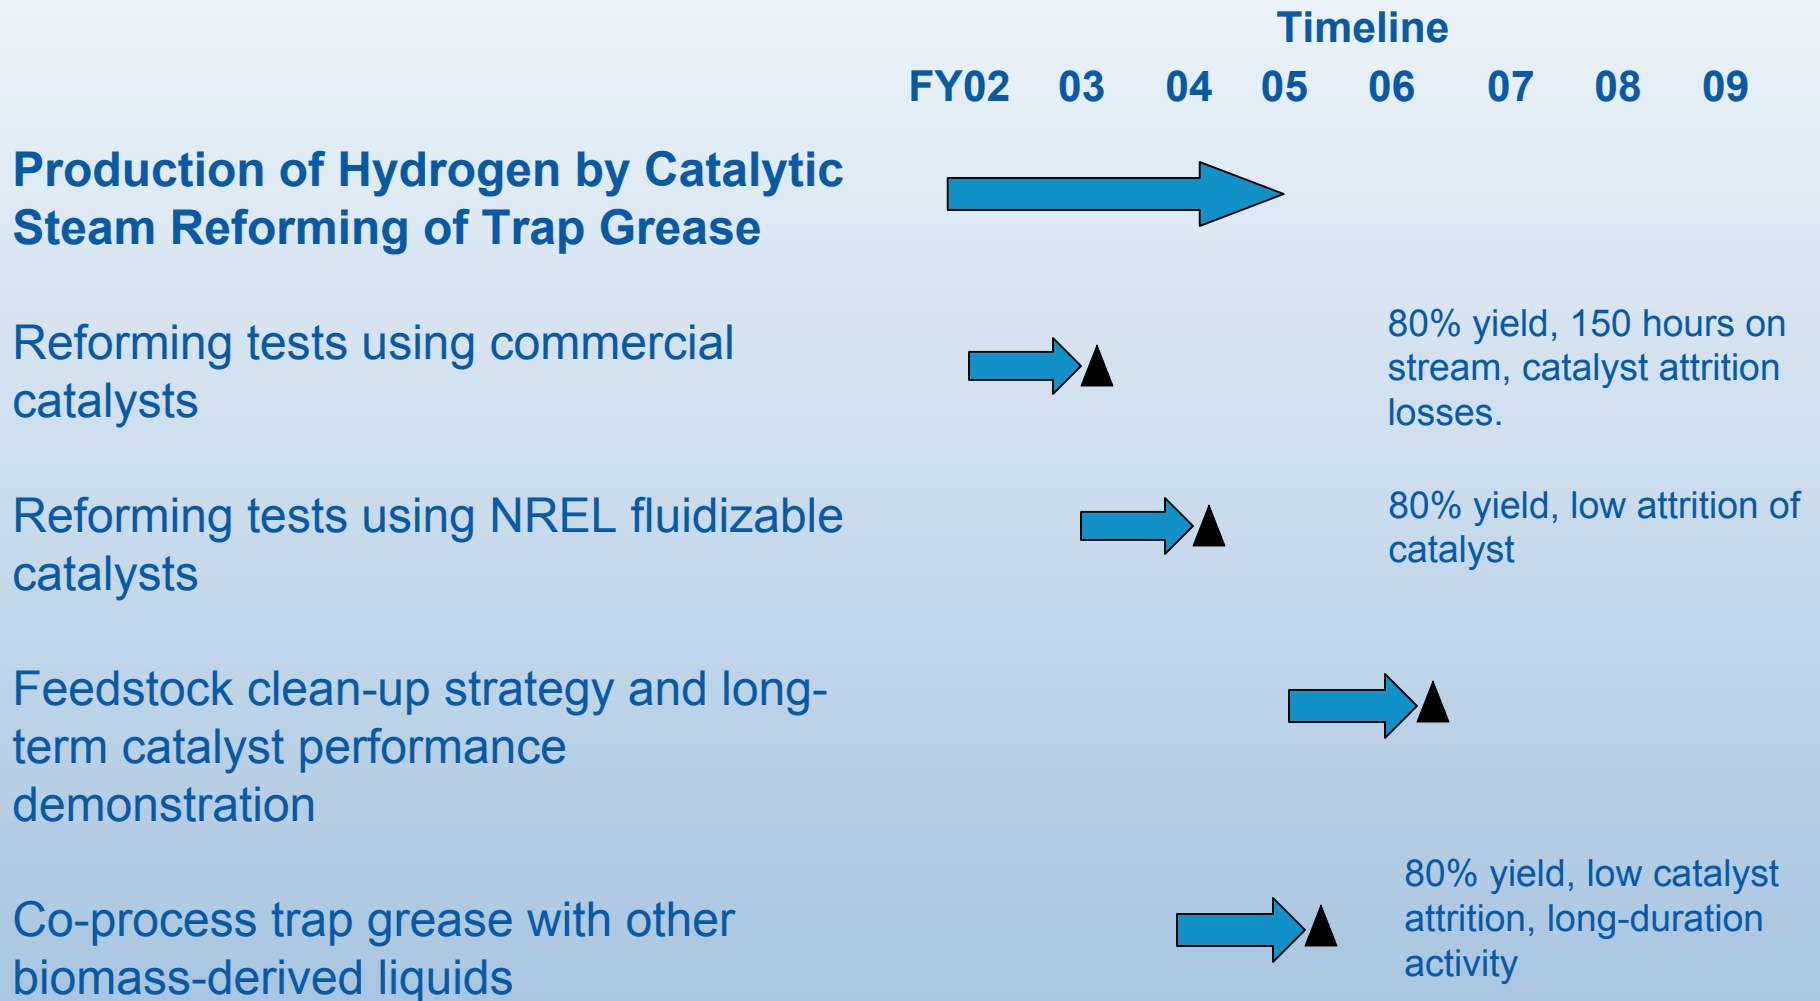 Timeline
FY02 03 04 05 06 07 08 09
Production of Hydrogen by Catalytic
Steam Reforming of Trap Grease
Reforming tests using commercial
catalysts
80% yield, 150 hours on
stream, catalyst attrition
losses.
Reforming tests using NREL fluidizable
catalysts
80% yield, low attrition of
catalyst
Feedstock clean-up strategy and long-
term catalyst performance
demonstration
Co-process trap grease with other
biomass-derived liquids
80% yield, low catalyst
attrition, long-duration
activity